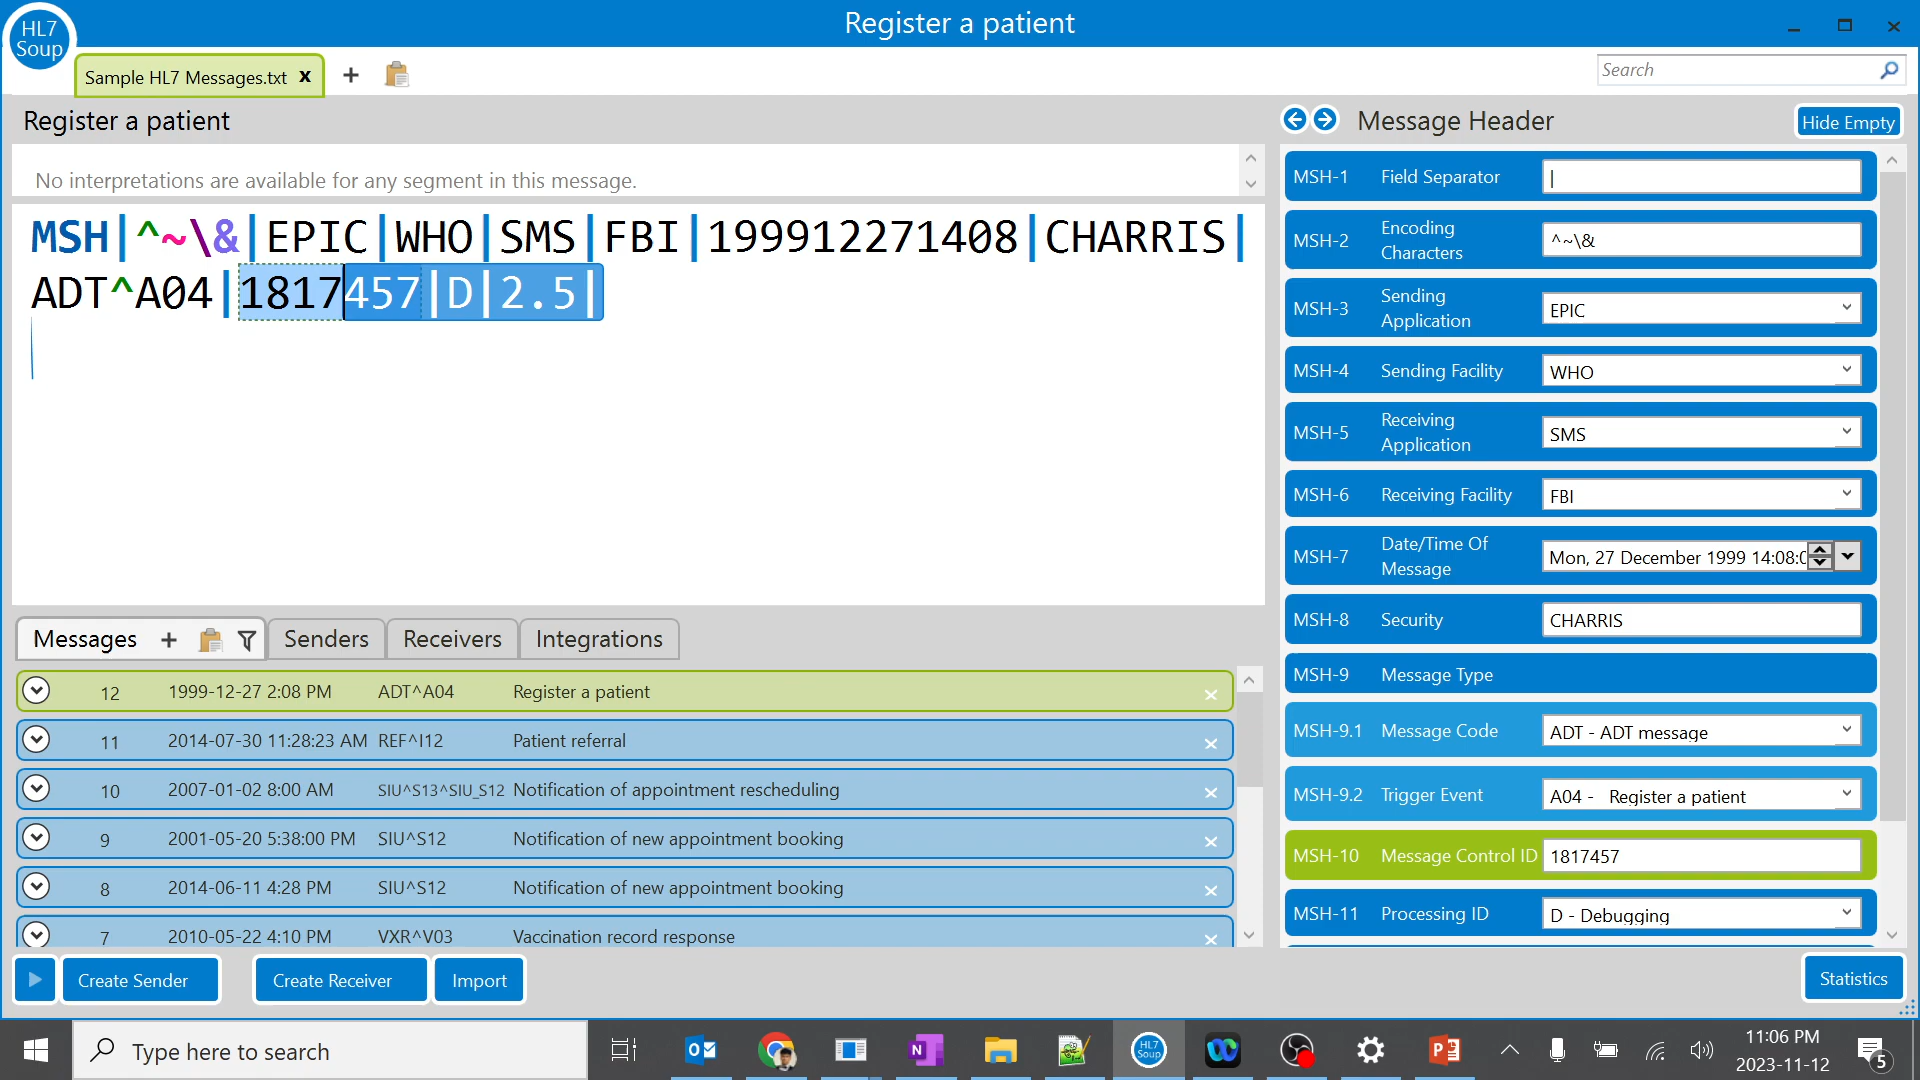 HL7 Soup
Register a patient
Sample HL7 Messages.txt x +
Search
Register a patient
No interpretations are available for any segment in this message.
MSH|^~\&|EPIC|WHO|SMS|FBI|199912271408|CHARRIS|
ADT^A04|1817457|D|2.5|
Message Header
Hide Empty
MSH-1 Field Separator |
MSH-2 Encoding Characters ^~\&
MSH-3 Sending Application EPIC
MSH-4 Sending Facility WHO
MSH-5 Receiving Application SMS
MSH-6 Receiving Facility FBI
MSH-7 Date/Time Of Message Mon, 27 December 1999 14:08:0
MSH-8 Security CHARRIS
MSH-9 Message Type
MSH-9.1 Message Code ADT - ADT message
MSH-9.2 Trigger Event A04 - Register a patient
MSH-10 Message Control ID 1817457
MSH-11 Processing ID D - Debugging
Messages + Senders Receivers Integrations
12 1999-12-27 2:08 PM ADT^A04 Register a patient
11 2014-07-30 11:28:23 AM REF^I12 Patient referral
10 2007-01-02 8:00 AM SIU^S13^SIU_S12 Notification of appointment rescheduling
9 2001-05-20 5:38:00 PM SIU^S12 Notification of new appointment booking
8 2014-06-11 4:28 PM SIU^S12 Notification of new appointment booking
7 2010-05-22 4:10 PM VXR^V03 Vaccination record response
Create Sender Create Receiver Import
Statistics
Type here to search
11:06 PM
2023-11-12
5